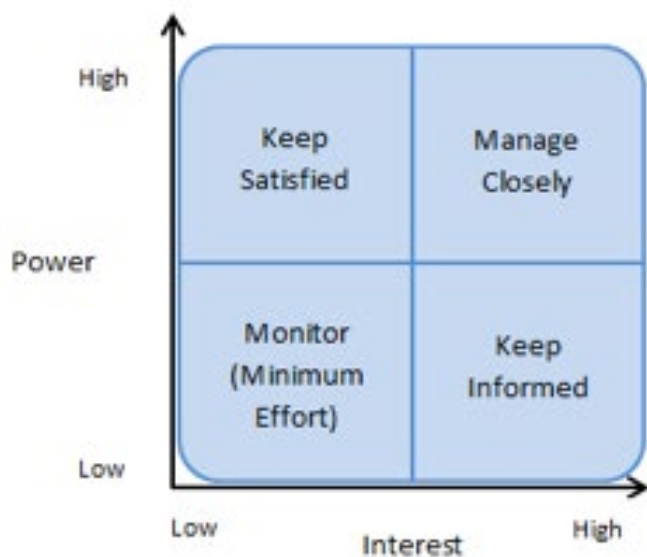 High
Keep
Satisfied
Manage
Closely
Power
Monitor
(Minimum
Effort)
Keep
Informed
Low
Low
Interest
High